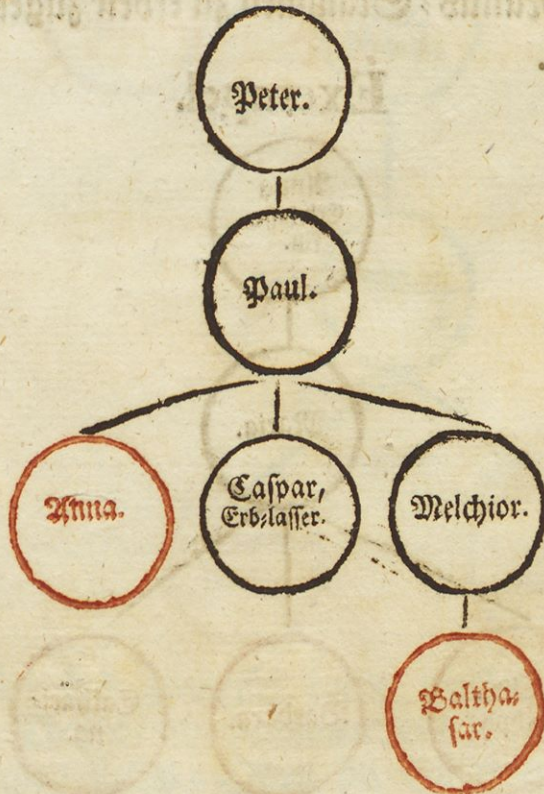 Peter.
Paul.
Anna.
Caſpar,
Erb⸗laſſer.
Melchior.
Baltha⸗
ſar.